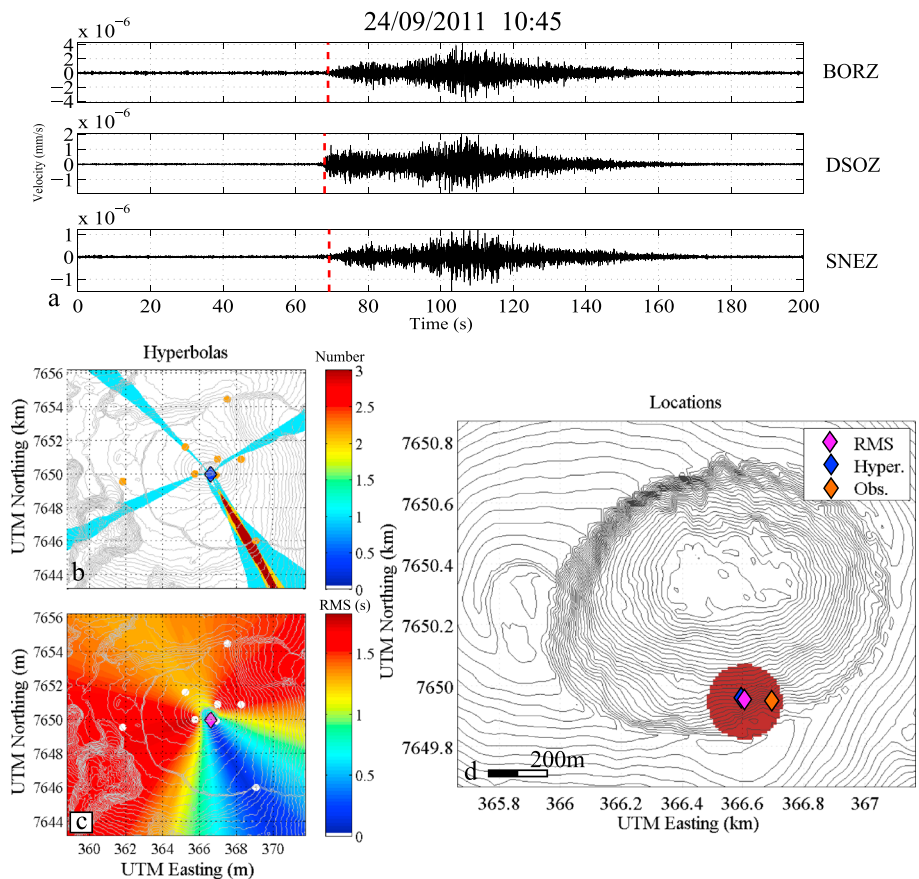 24/09/2011 10:45
x 10⁻⁶
4
2
0
−2
−4
BORZ
x 10⁻⁶
2
1
0
−1
DSOZ
Velocity (mm/s)
x 10⁻⁶
1
0
−1
SNEZ
a
0 20 40 60 80 100 120 140 160 180 200
Time (s)
Hyperbolas
Number
7656
7654
7652
7650
7648
7646
7644
UTM Northing (km)
b
3
2.5
2
1.5
1
0.5
0
RMS (s)
7656
7654
7652
7650
7648
7646
7644
UTM Northing (m)
c
1.5
1
0.5
0
360 362 364 366 368 370
UTM Easting (m)
Locations
RMS
Hyper.
Obs.
7650.8
7650.6
7650.4
7650.2
7650
7649.8
UTM Northing (km)
d
200m
365.8 366 366.2 366.4 366.6 366.8 367
UTM Easting (km)